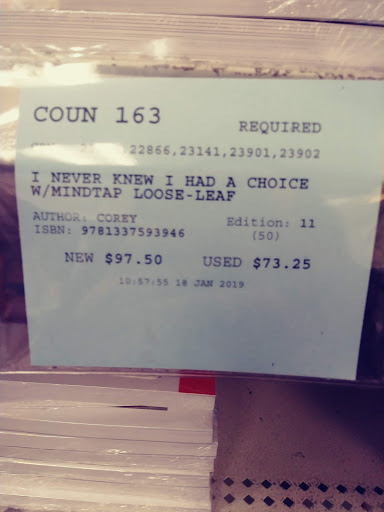 COUN 163
REQUIRED
22866,23141,23901,23902
I NEVER KNEW I HAD A CHOICE
W/MINDTAP LOOSE-LEAF
AUTHOR: COREY Edition: 11
ISBN: 9781337593946 (50)
NEW $97.50 USED $73.25
10:57:55 18 JAN 2019